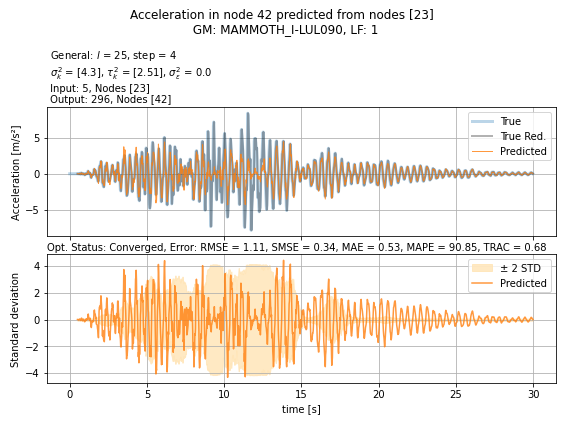 Acceleration in node 42 predicted from nodes [23]
GM: MAMMOTH_I-LUL090, LF: 1
General: l = 25, step = 4
σ²ₖ = [4.3], τ²ₖ = [2.51], σ²ε = 0.0
Input: 5, Nodes [23]
Output: 296, Nodes [42]
Acceleration [m/s²]
5
0
−5
True
True Red.
Predicted
Opt. Status: Converged, Error: RMSE = 1.11, SMSE = 0.34, MAE = 0.53, MAPE = 90.85, TRAC = 0.68
Standard deviation
4
2
0
−2
−4
± 2 STD
Predicted
0 5 10 15 20 25 30
time [s]